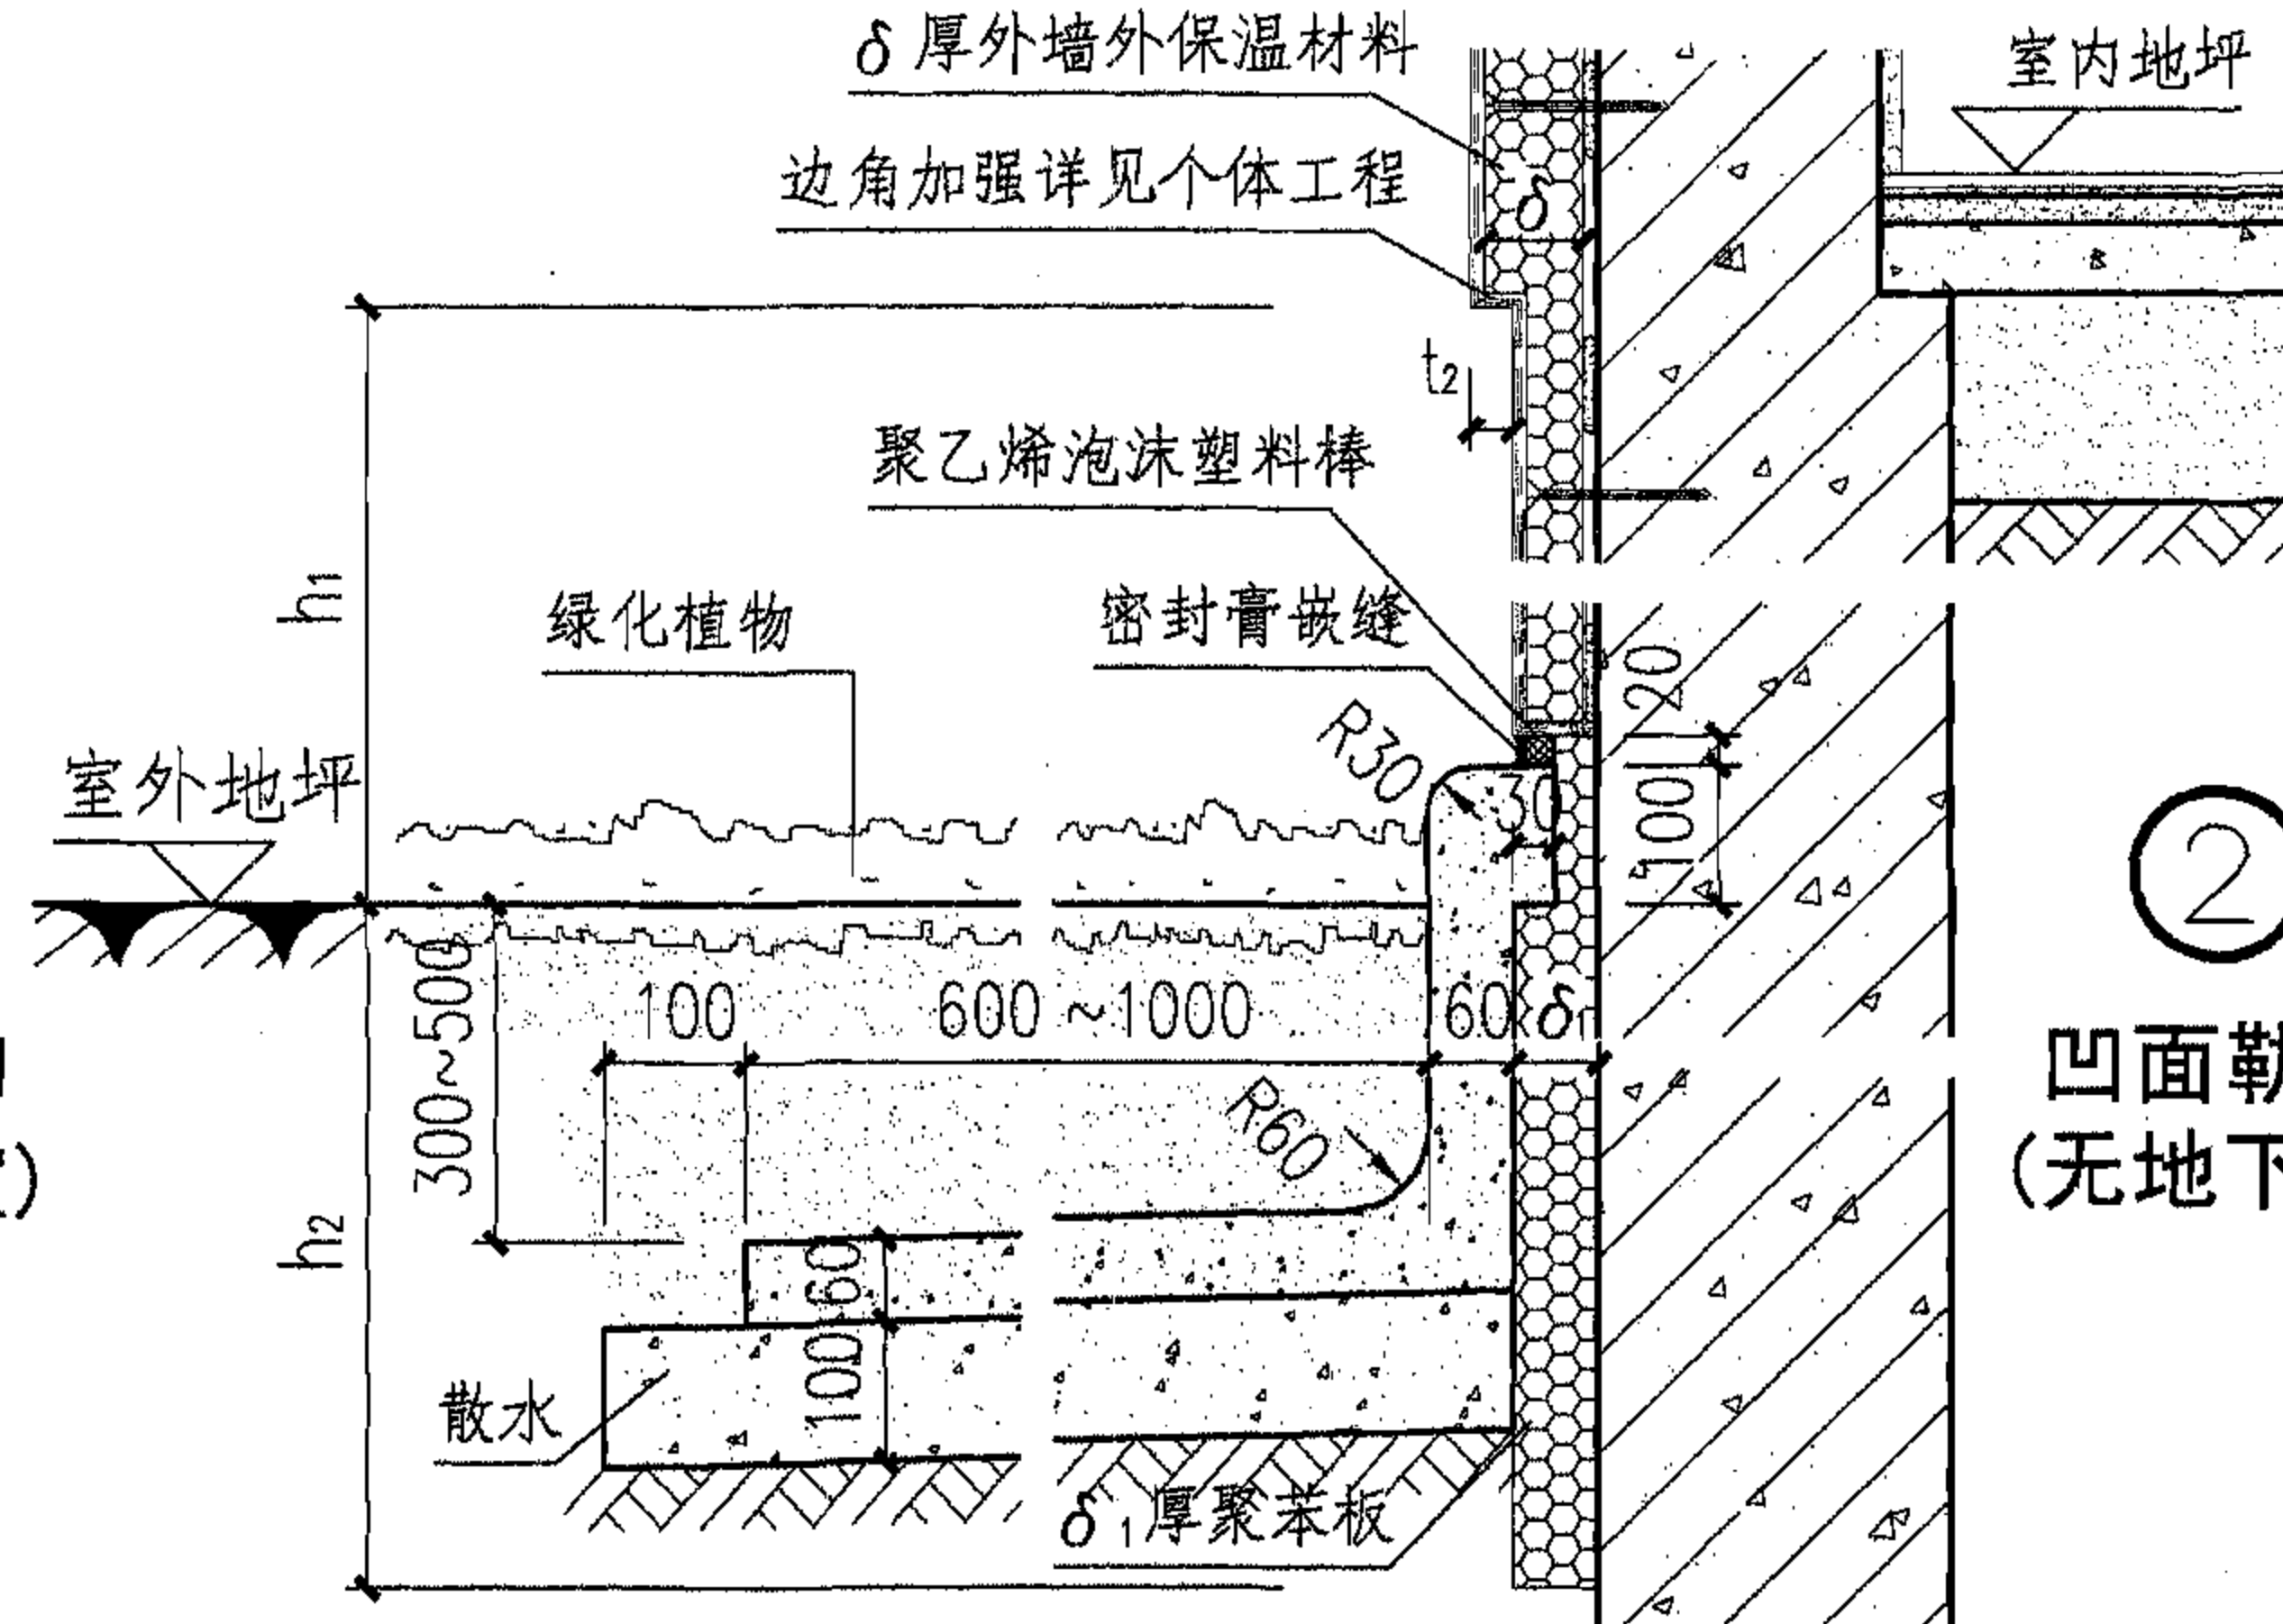 δ 厚外墙外保温材料
室内地坪
边角加强详见个体工程
δ
t2
聚乙烯泡沫塑料棒
h1
绿化植物
密封膏嵌缝
20
R30
室外地坪
30
100
②
300~500
100
600~1000
60
δ1
凹面勒
R60
(无地下
h2
60
100
散水
δ1厚聚苯板